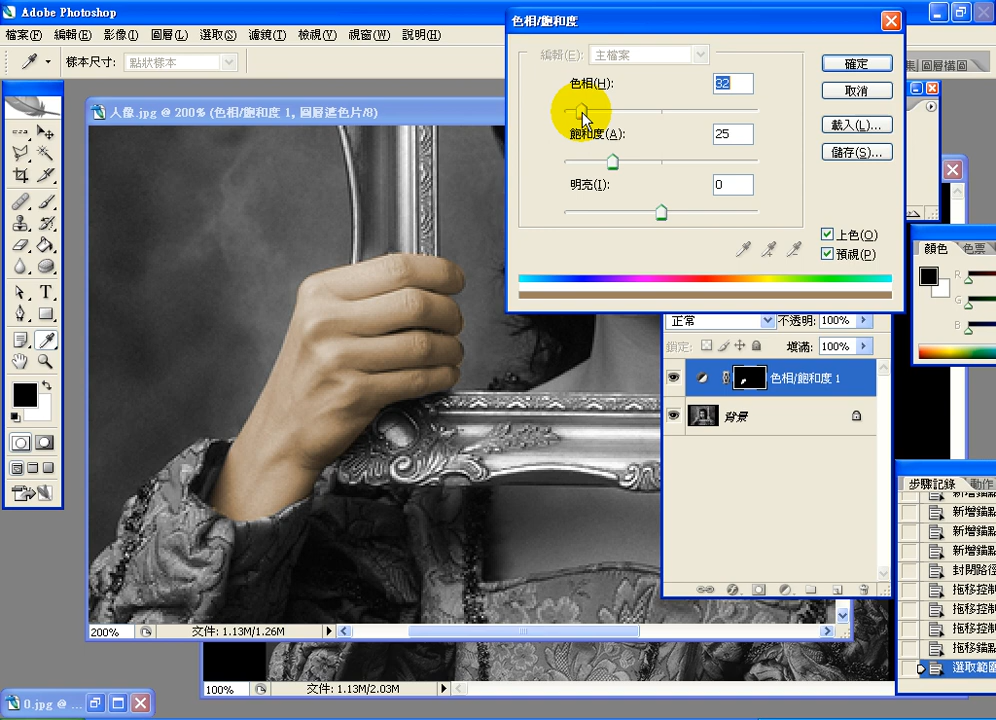 Adobe Photoshop
檔案(F) 編輯(E) 影像(I) 圖層(L) 選取(S) 濾鏡(T) 檢視(V) 視窗(W) 說明(H)
樣本尺寸: 點狀樣本
人像.jpg @ 200% (色相/飽和度 1, 圖層遮色片/8)
色相/飽和度
編輯(E): 主檔案
色相(H): 32
飽和度(A): 25
明亮(I): 0
確定
取消
載入(L)...
儲存(S)...
上色(O)
預視(P)
圖層構圖
顏色 色票
R
G
B
正常 不透明: 100%
鎖定: 填滿: 100%
色相/飽和度 1
背景
步驟記錄 動作
新增錨點
新增錨點
新增錨點
封閉路徑
拖移控制
拖移控制
拖移控制
拖移錨點
選取範圍
200% 文件: 1.13M/1.26M
100% 文件: 1.13M/2.03M
0.jpg @ ...